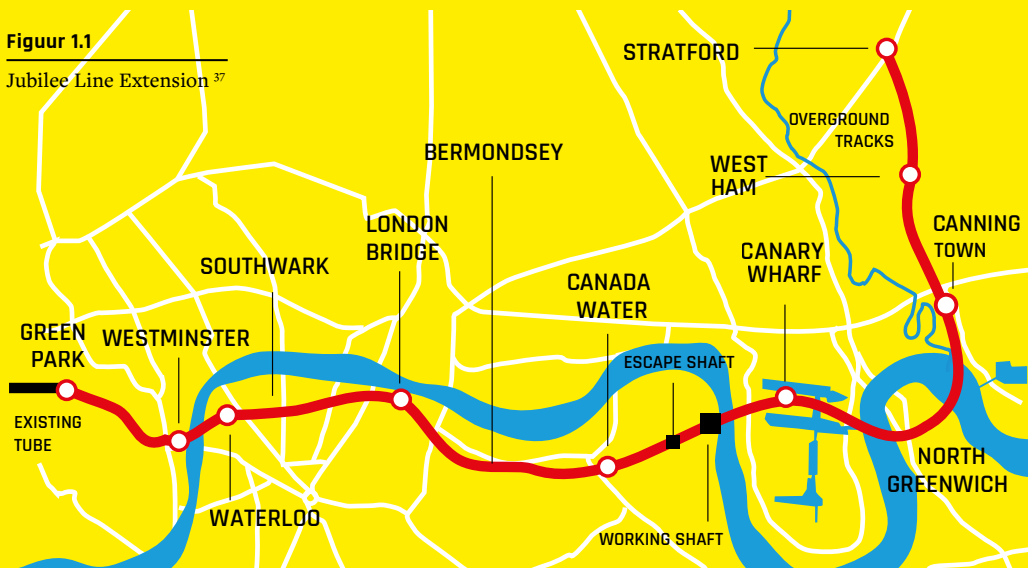 Figuur 1.1
Jubilee Line Extension 37
STRATFORD
OVERGROUND
TRACKS
BERMONDSEY
WEST
HAM
LONDON
BRIDGE
CANNING
TOWN
SOUTHWARK
CANARY
WHARF
CANADA
WATER
GREEN
PARK
WESTMINSTER
ESCAPE SHAFT
EXISTING
TUBE
NORTH
GREENWICH
WATERLOO
WORKING SHAFT